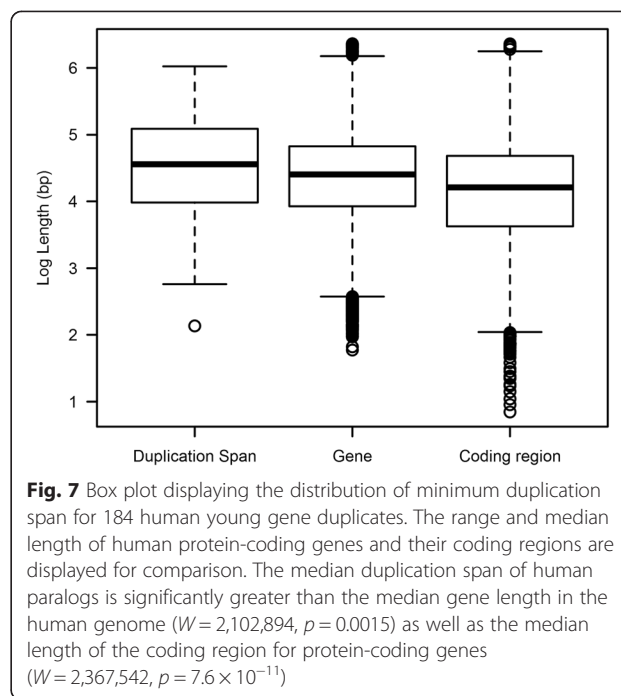 6
5
4
3
2
1
Log Length (bp)
Duplication Span Gene Coding region
Fig. 7 Box plot displaying the distribution of minimum duplication
span for 184 human young gene duplicates. The range and median
length of human protein-coding genes and their coding regions are
displayed for comparison. The median duplication span of human
paralogs is significantly greater than the median gene length in the
human genome (W = 2,102,894, p = 0.0015) as well as the median
length of the coding region for protein-coding genes
(W = 2,367,542, p = 7.6 × 10⁻¹¹)